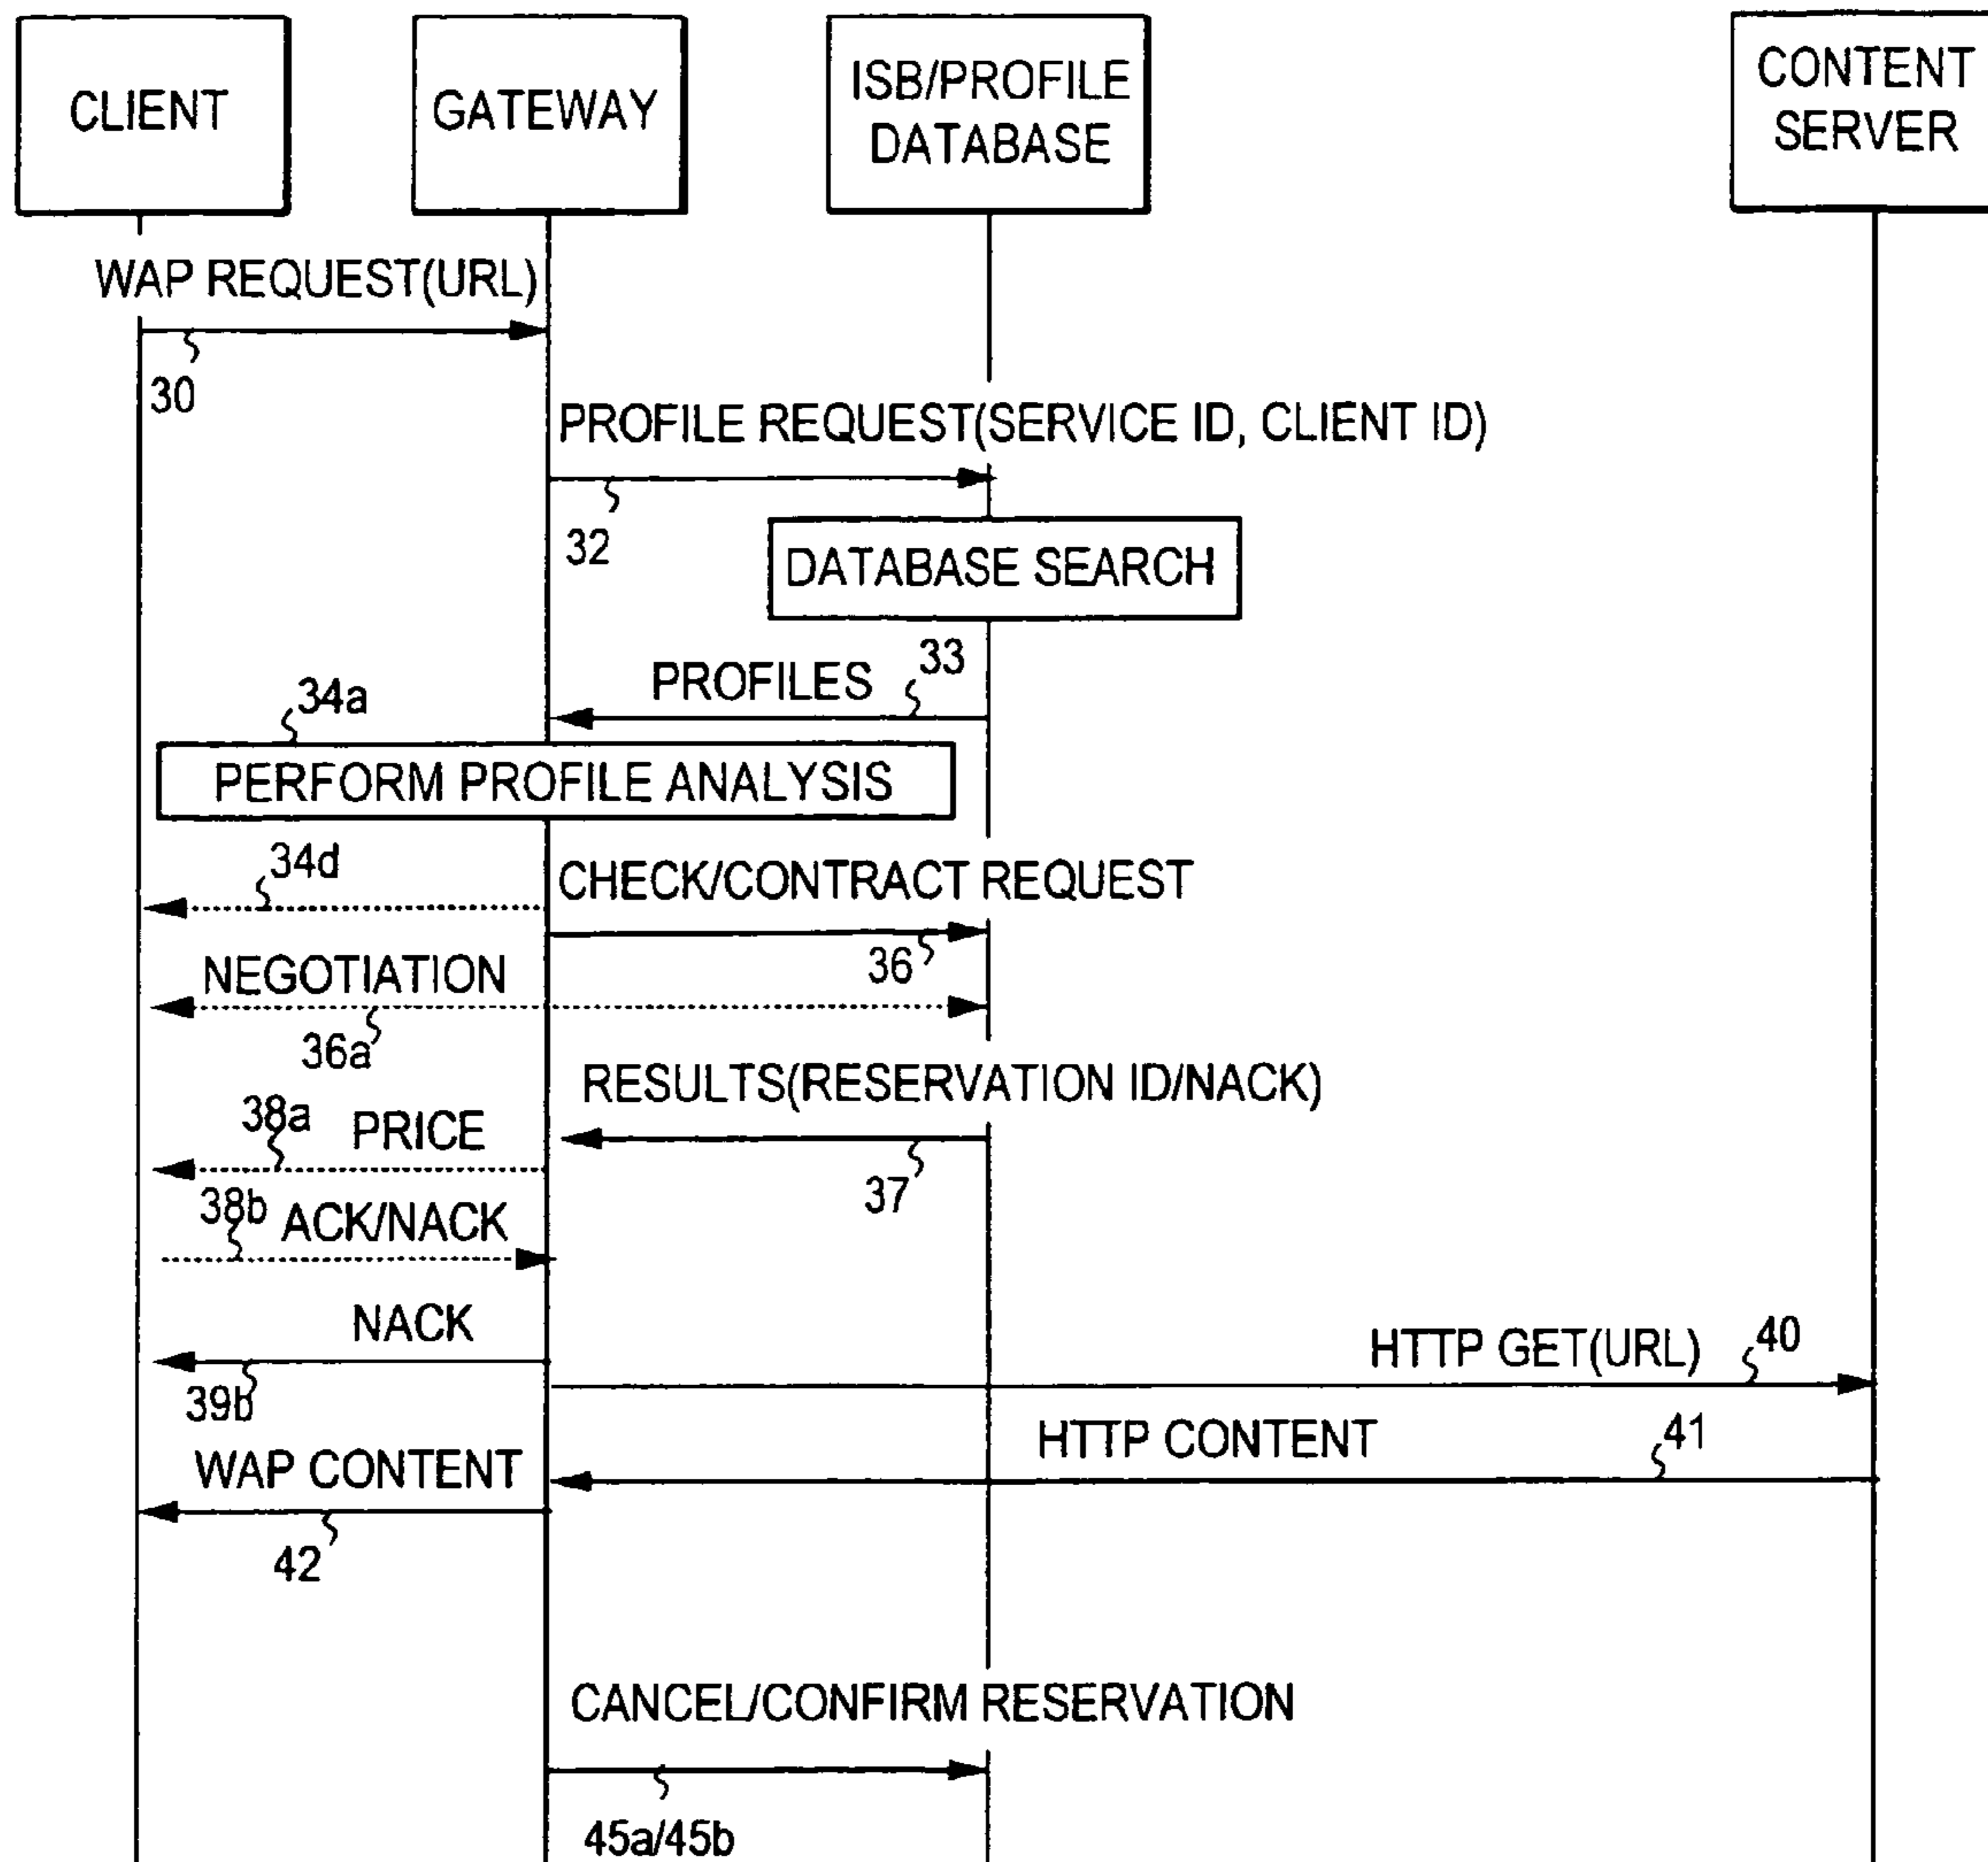 CLIENT
GATEWAY
ISB/PROFILE
DATABASE
CONTENT
SERVER
WAP REQUEST(URL)
30
PROFILE REQUEST(SERVICE ID, CLIENT ID)
32
DATABASE SEARCH
33
PROFILES
34a
PERFORM PROFILE ANALYSIS
34d
CHECK/CONTRACT REQUEST
36
NEGOTIATION
36a
RESULTS(RESERVATION ID/NACK)
38a
PRICE
37
38b
ACK/NACK
NACK
39b
HTTP GET(URL)
40
HTTP CONTENT
41
WAP CONTENT
42
CANCEL/CONFIRM RESERVATION
45a/45b